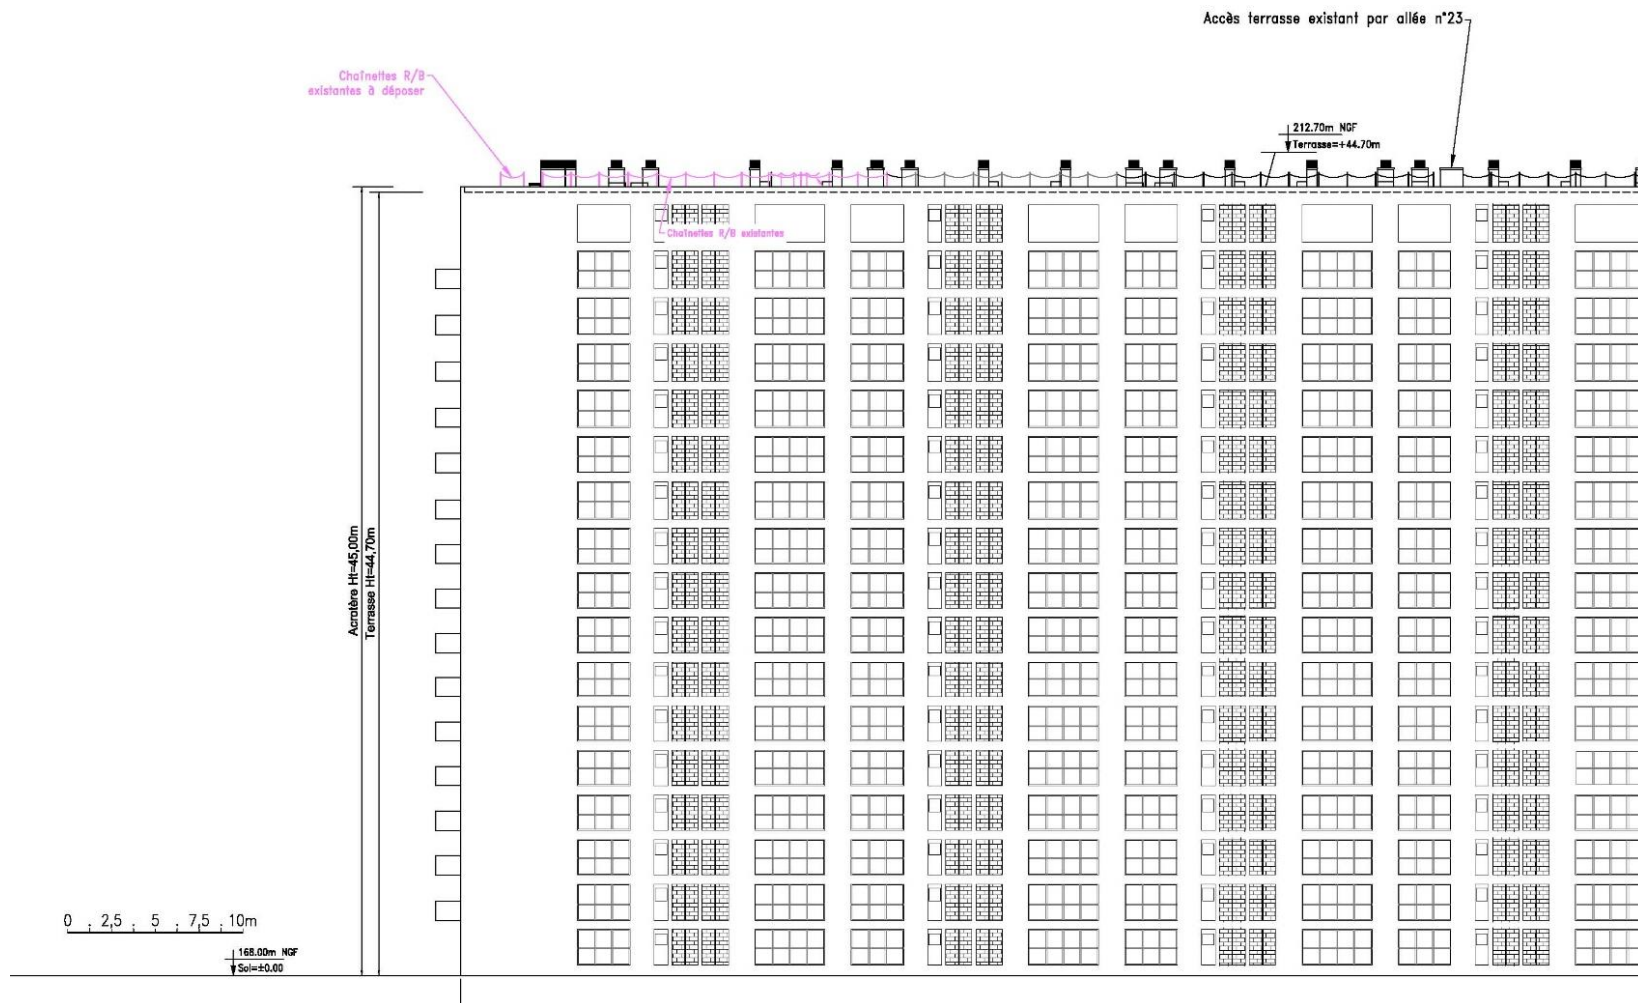 Accès terrasse existant par allée n°23
Chaînettes R/B
existantes à déposer
212.70m NGF
Terrasse=+44.70m
Chaînettes R/B existantes
Acrotère Ht=45,00m
Terrasse Ht=44,70m
0 2,5 5 7,5 10m
168.00m NGF
Sol=±0.00